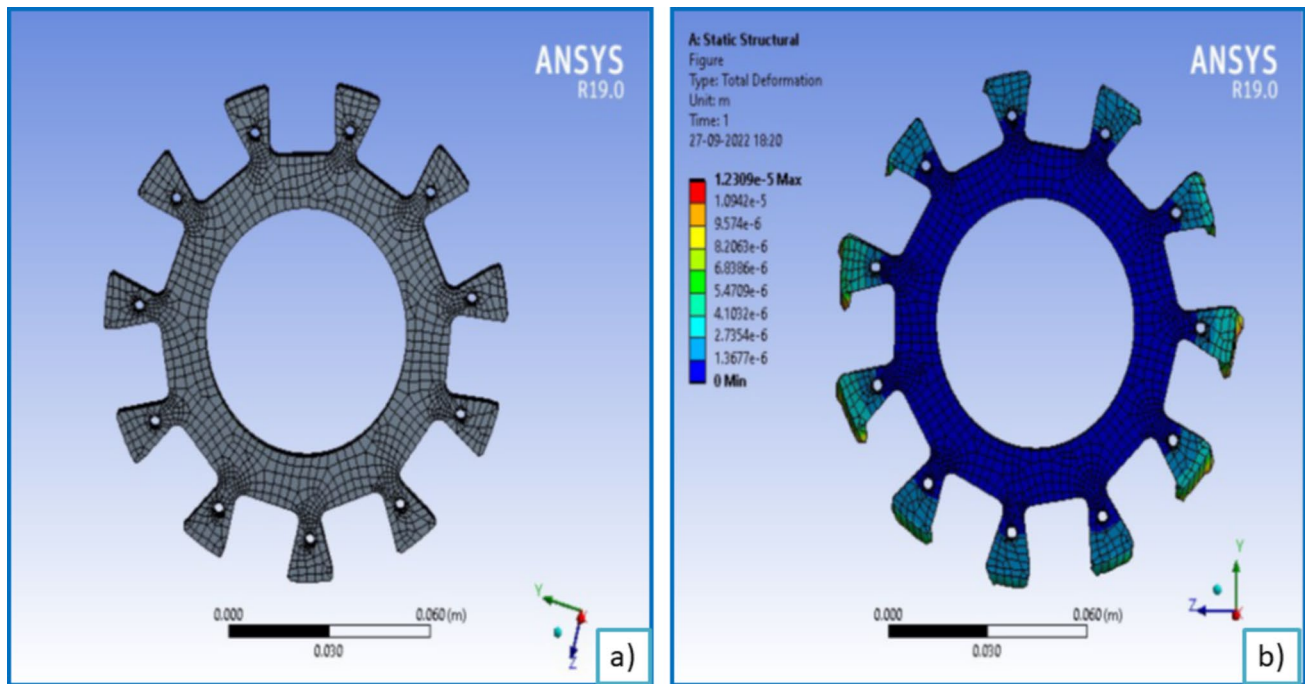 ANSYS
R19.0
0.000
0.060 (m)
0.030
Y
X
Z
a)
A: Static Structural
Figure
Type: Total Deformation
Unit: m
Time: 1
27-09-2022 18:20
ANSYS
R19.0
1.2309e-5 Max
1.0942e-5
9.574e-6
8.2063e-6
6.8386e-6
5.4709e-6
4.1032e-6
2.7354e-6
1.3677e-6
0 Min
0.000
0.060 (m)
0.030
Y
Z
X
b)